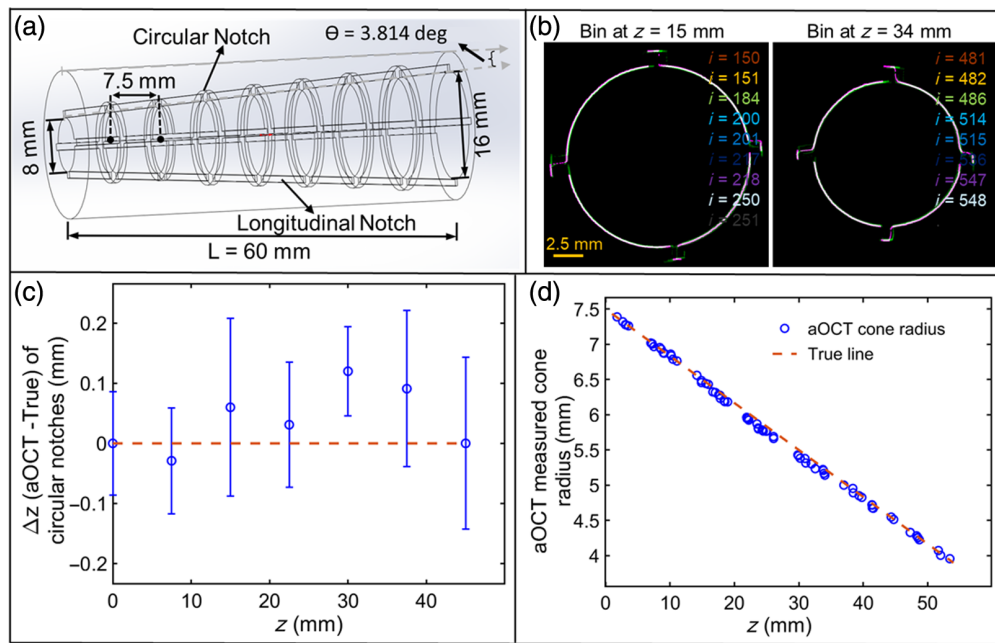 (a)
Circular Notch
ϴ = 3.814 deg
7.5 mm
8 mm
16 mm
Longitudinal Notch
L = 60 mm
(b)
Bin at z = 15 mm
i = 150
i = 151
i = 184
i = 200
i = 201
i = 218
i = 250
i = 251
2.5 mm
Bin at z = 34 mm
i = 481
i = 482
i = 486
i = 514
i = 515
i = 547
i = 548
(c)
Δz (aOCT -True) of
circular notches (mm)
0.2
0.1
0
−0.1
−0.2
0
10
20
30
40
z (mm)
(d)
aOCT measured cone
radius (mm)
7.5
7
6.5
6
5.5
5
4.5
4
aOCT cone radius
True line
0
10
20
30
40
50
z (mm)